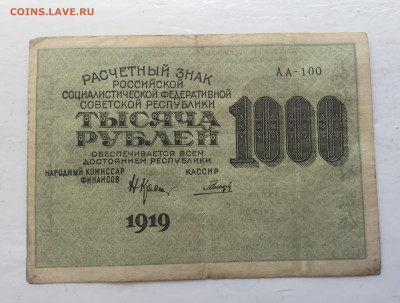 COINS.LAVE.RU
РАСЧЕТНЫЙ ЗНАК
РОССИЙСКОЙ
СОЦИАЛИСТИЧЕСКОЙ ФЕДЕРАТИВНОЙ
СОВЕТСКОЙ РЕСПУБЛИКИ
АА-100
ТЫСЯЧА
РУБЛЕЙ
1000
ОБЕСПЕЧИВАЕТСЯ ВСЕМ
ДОСТОЯНИЕМ РЕСПУБЛИКИ
НАРОДНЫЙ КОМИССАР
ФИНАНСОВ
КАССИР
1919